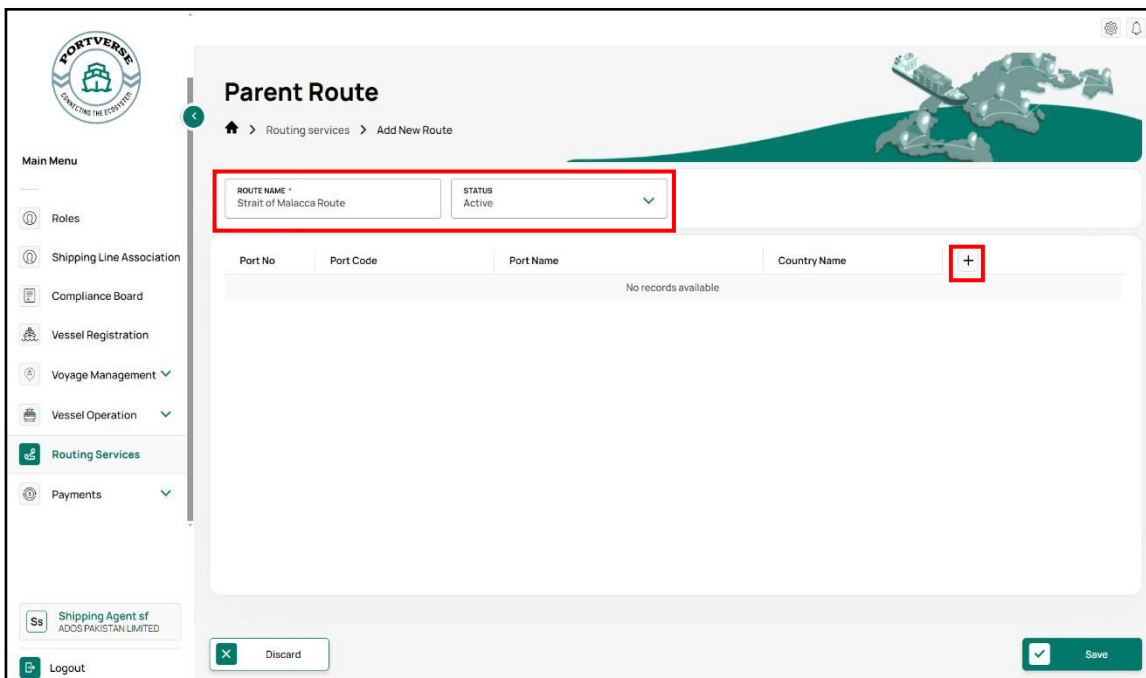 PORTVERSE
CONNECTING THE ECOSYSTEM
Main Menu
Roles
Shipping Line Association
Compliance Board
Vessel Registration
Voyage Management
Vessel Operation
Routing Services
Payments
Ss
Shipping Agent sf
ADOS PAKISTAN LIMITED
Logout
Parent Route
> Routing services > Add New Route
ROUTE NAME *
Strait of Malacca Route
STATUS
Active
Port No Port Code Port Name Country Name +
No records available
Discard
Save